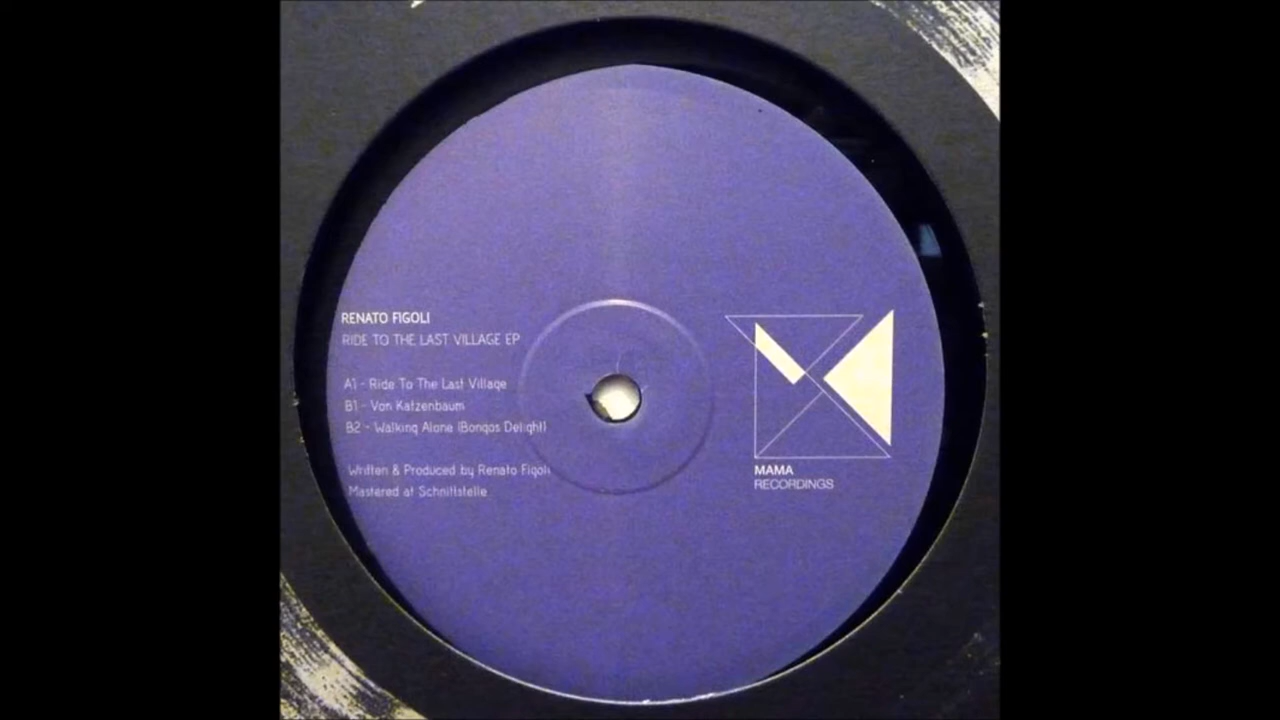 RENATO FIGOLI
RIDE TO THE LAST VILLAGE EP
A1 - Ride To The Last Village
B1 - Von Katzenbaum
B2 - Walking Alone (Bongos Delight)
Written & Produced by Renato Figoli
Mastered at Schnittstelle
MAMA
RECORDINGS